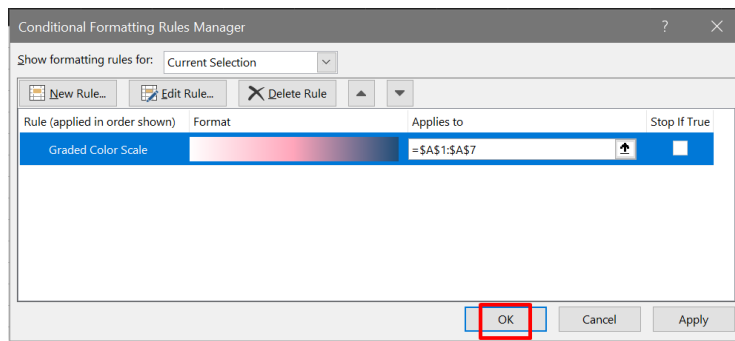 Conditional Formatting Rules Manager ? ×
Show formatting rules for: Current Selection
New Rule... Edit Rule... Delete Rule
Rule (applied in order shown) Format Applies to Stop If True
Graded Color Scale =$A$1:$A$7
OK Cancel Apply